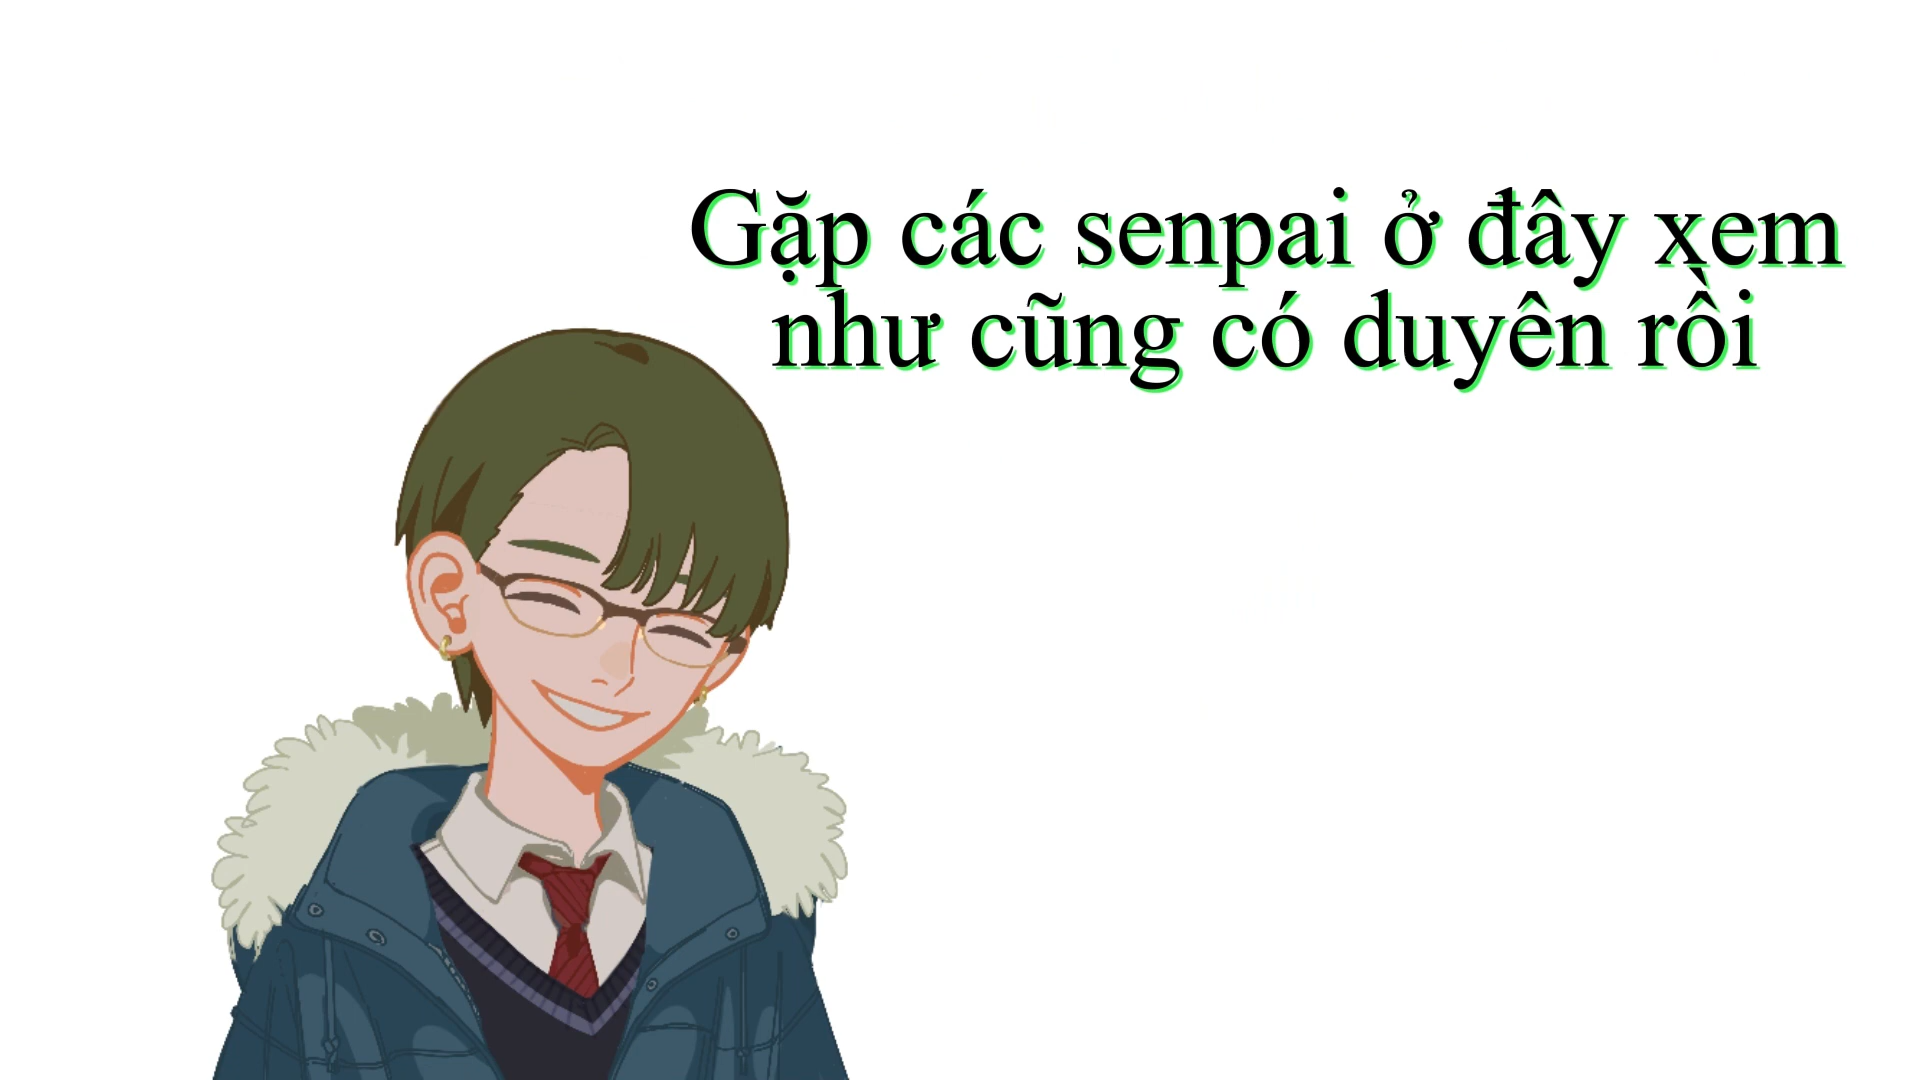 Gặp các senpai ở đây xem
như cũng có duyên rồi